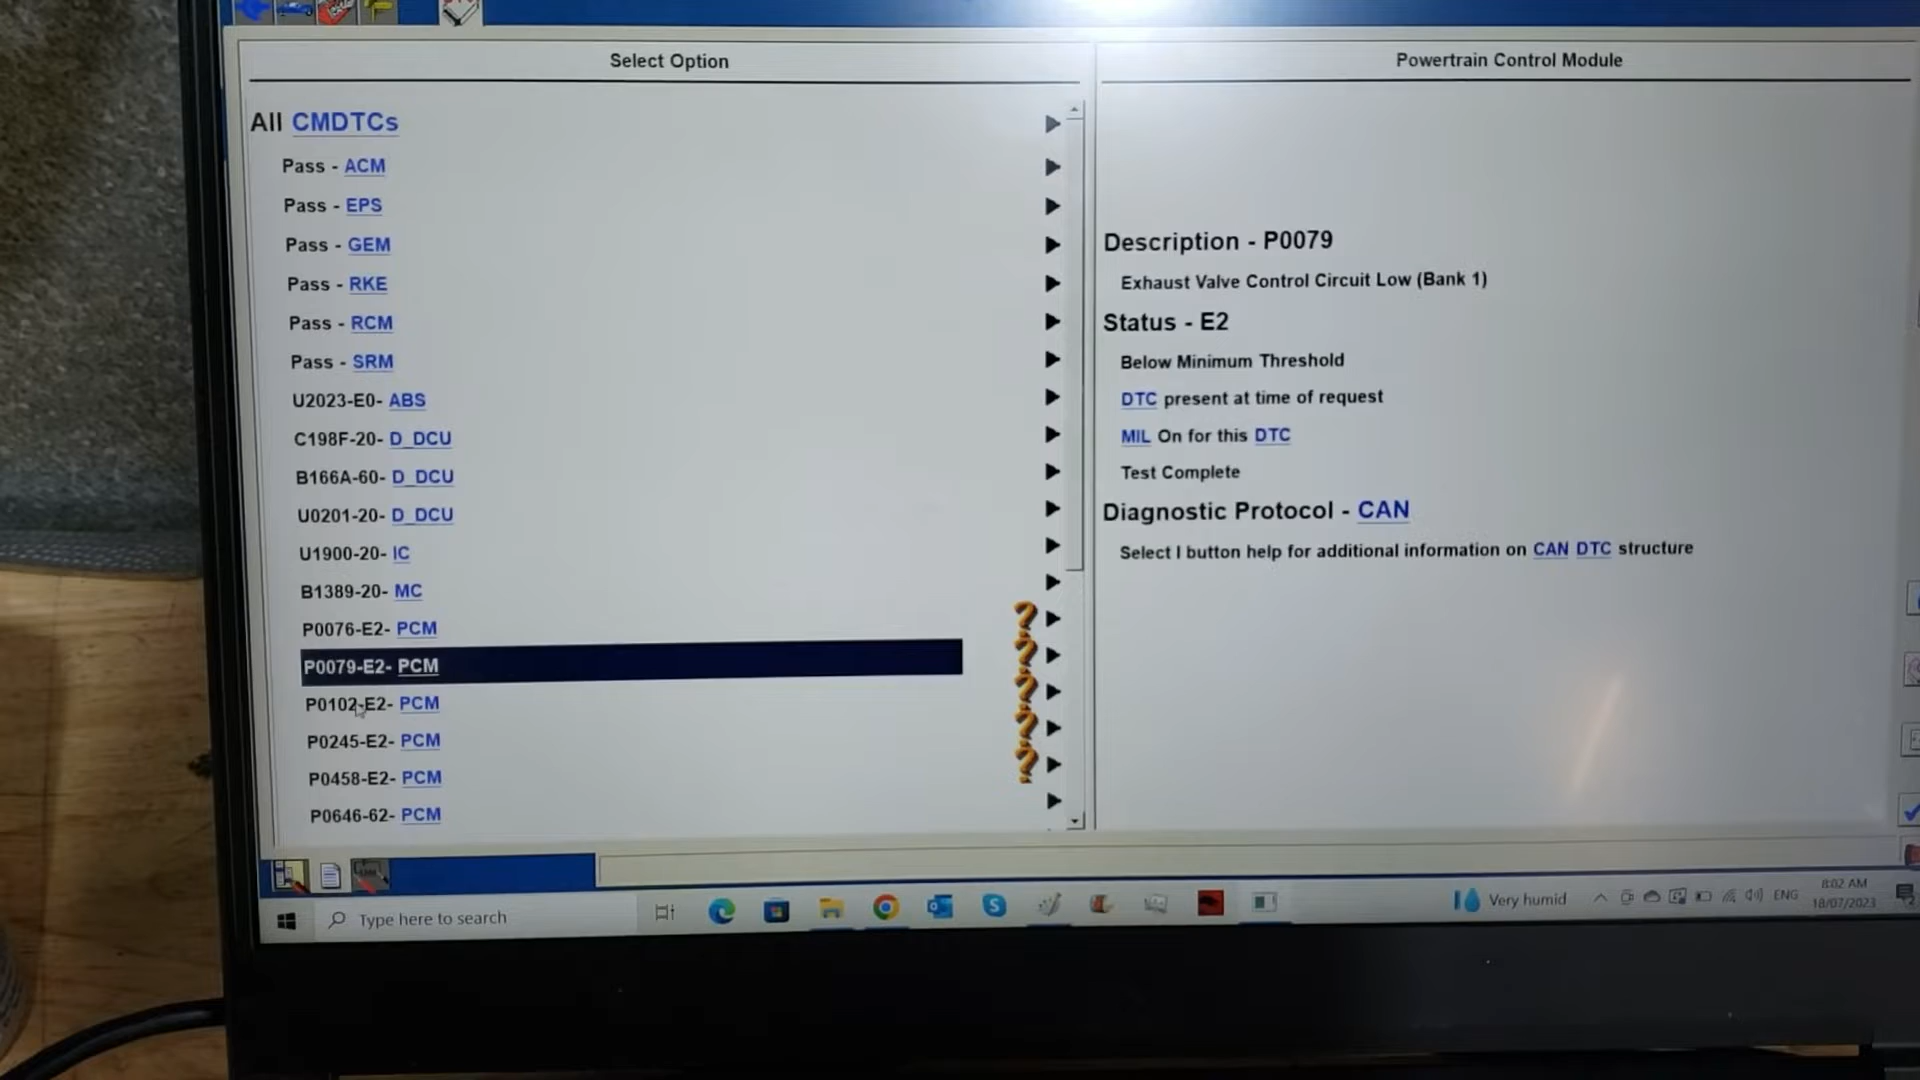 Select Option
Powertrain Control Module
All CMDTCs
Pass - ACM
Pass - EPS
Pass - GEM
Pass - RKE
Pass - RCM
Pass - SRM
U2023-E0- ABS
C198F-20- D_DCU
B166A-60- D_DCU
U0201-20- D_DCU
U1900-20- IC
B1389-20- MC
P0076-E2- PCM
P0079-E2- PCM
P0102-E2- PCM
P0245-E2- PCM
P0458-E2- PCM
P0646-62- PCM
?
?
?
?
?
Description - P0079
Exhaust Valve Control Circuit Low (Bank 1)
Status - E2
Below Minimum Threshold
DTC present at time of request
MIL On for this DTC
Test Complete
Diagnostic Protocol - CAN
Select I button help for additional information on CAN DTC structure
Type here to search
Very humid
ENG
8:02 AM
18/07/2023